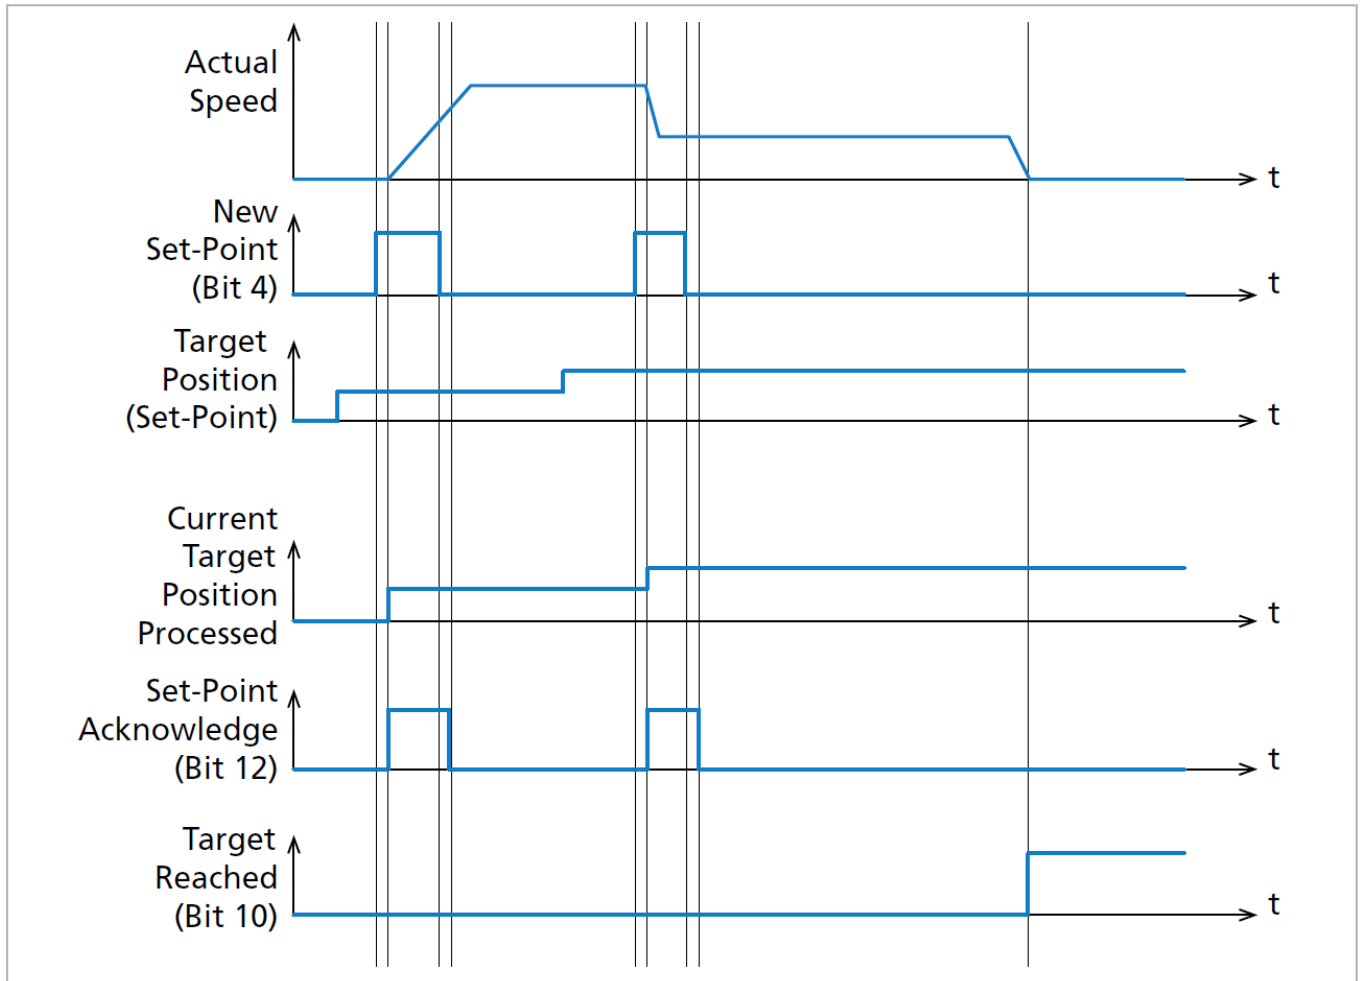 Actual
Speed
t
New
Set-Point
(Bit 4)
t
Target
Position
(Set-Point)
t
Current
Target
Position
Processed
t
Set-Point
Acknowledge
(Bit 12)
t
Target
Reached
(Bit 10)
t